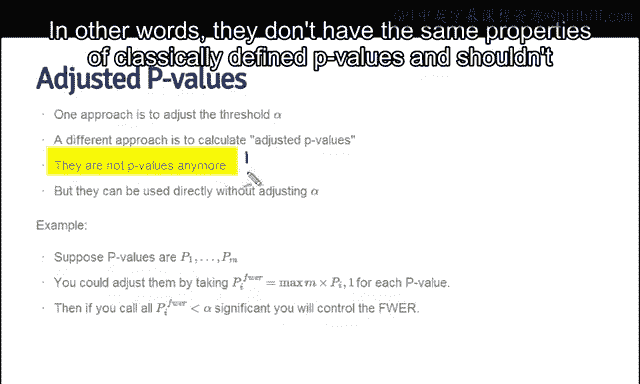 In other words, they don't have the same properties
of classically defined p-values and shouldn't
Adjusted P-values
· One approach is to adjust the threshold α
· A different approach is to calculate "adjusted p-values"
· They are not p-values anymore
· But they can be used directly without adjusting α
Example:
· Suppose P-values are P₁, …, Pₘ
· You could adjust them by taking Pᵢᶠʷᵉʳ = max m × Pᵢ, 1 for each P-value.
· Then if you call all Pᵢᶠʷᵉʳ < α significant you will control the FWER.